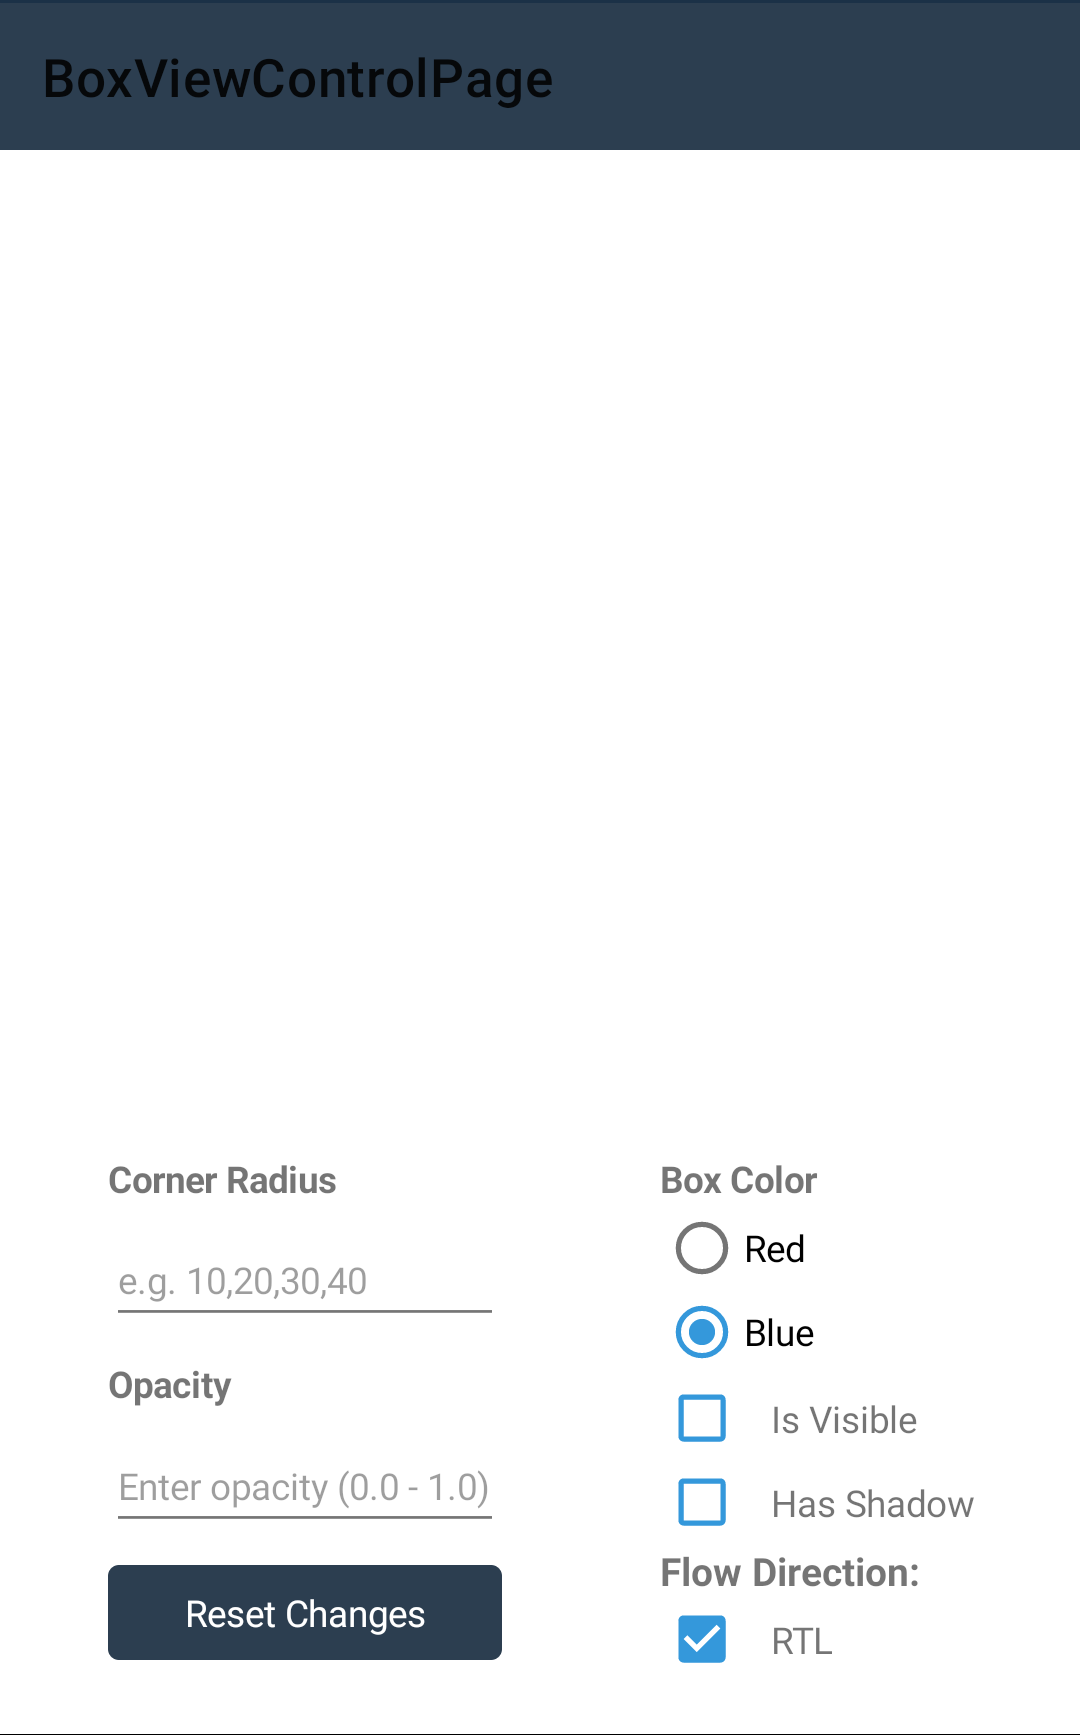 BoxViewControlPage
Corner Radius
e.g. 10,20,30,40
Opacity
Enter opacity (0.0 - 1.0)
Reset Changes
Box Color
Red
Blue
Is Visible
Has Shadow
Flow Direction:
RTL